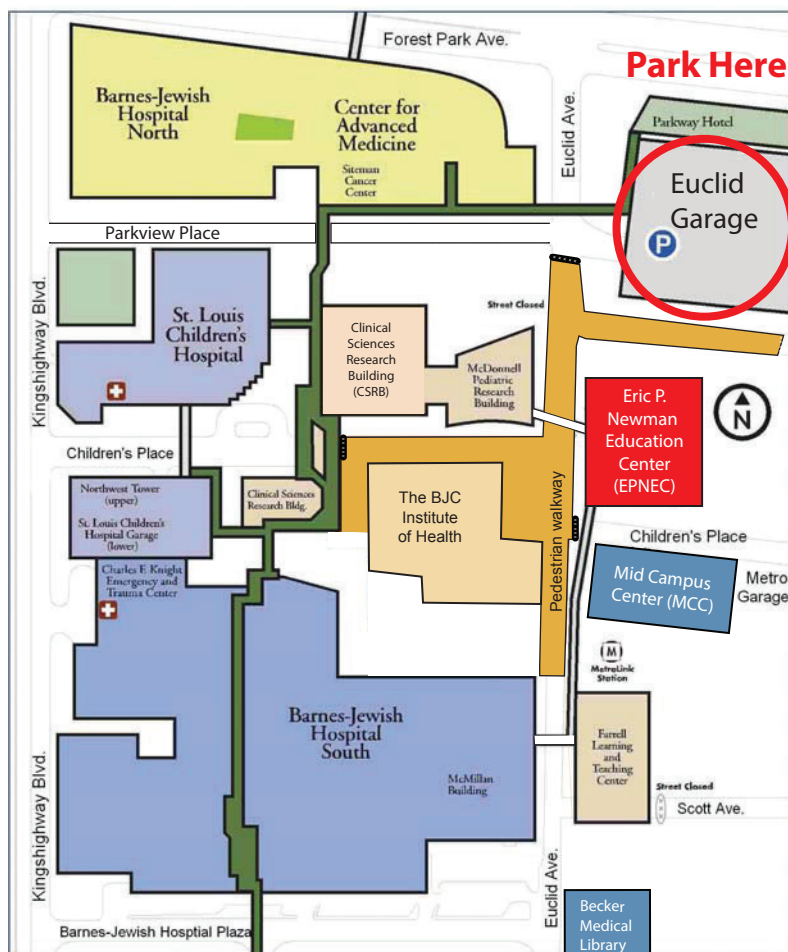 Forest Park Ave.
Park Here
Barnes-Jewish
Hospital
North
Center for
Advanced
Medicine
Siteman
Cancer
Center
Euclid Ave.
Parkway Hotel
Euclid
Garage
P
Parkview Place
Kingshighway Blvd.
St. Louis
Children's
Hospital
Street Closed
Clinical
Sciences
Research
Building
(CSRB)
McDonnell
Pediatric
Research
Building
Eric P.
Newman
Education
Center
(EPNEC)
N
Children's Place
Northwest Tower
(upper)
St. Louis Children's
Hospital Garage
(lower)
Clinical Sciences
Research Bldg.
The BJC
Institute
of Health
Pedestrian walkway
Children's Place
Mid Campus
Center (MCC)
Metro
Garage
Charles F. Knight
Emergency and
Trauma Center
M
MetroLink
Station
Barnes-Jewish
Hospital
South
McMillan
Building
Farrell
Learning
and
Teaching
Center
Street Closed
Scott Ave.
Kingshighway Blvd.
Euclid Ave.
Becker
Medical
Library
Barnes-Jewish Hosptial Plaza